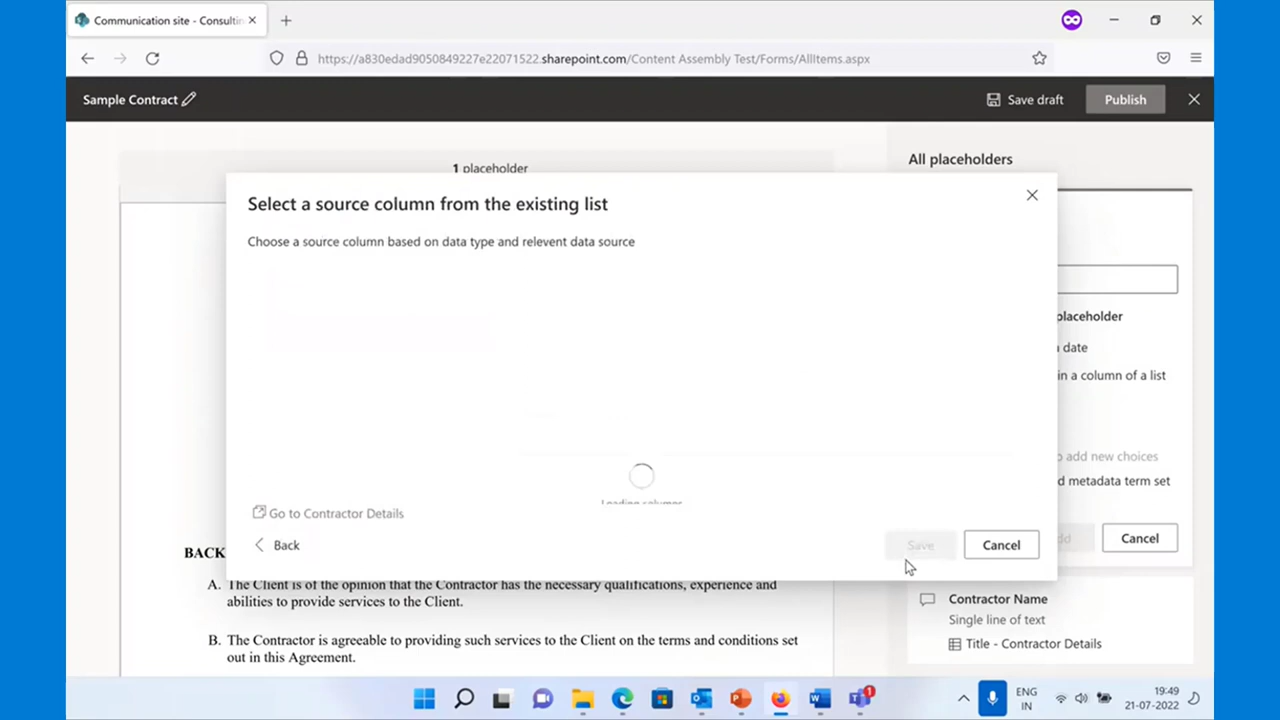 Communication site - Consultin
https://a830edad9050849227e22071522.sharepoint.com/Content Assembly Test/Forms/AllItems.aspx
Sample Contract
Save draft
Publish
1 placeholder
All placeholders
Select a source column from the existing list
Choose a source column based on data type and relevent data source
placeholder
date
in a column of a list
to add new choices
metadata term set
Loading columns
Go to Contractor Details
Back
Save
Cancel
Cancel
BACK
A. The Client is of the opinion that the Contractor has the necessary qualifications, experience and
abilities to provide services to the Client.
B. The Contractor is agreeable to providing such services to the Client on the terms and conditions set
out in this Agreement.
Contractor Name
Single line of text
Title - Contractor Details
1
ENG
IN
19:49
21-07-2022